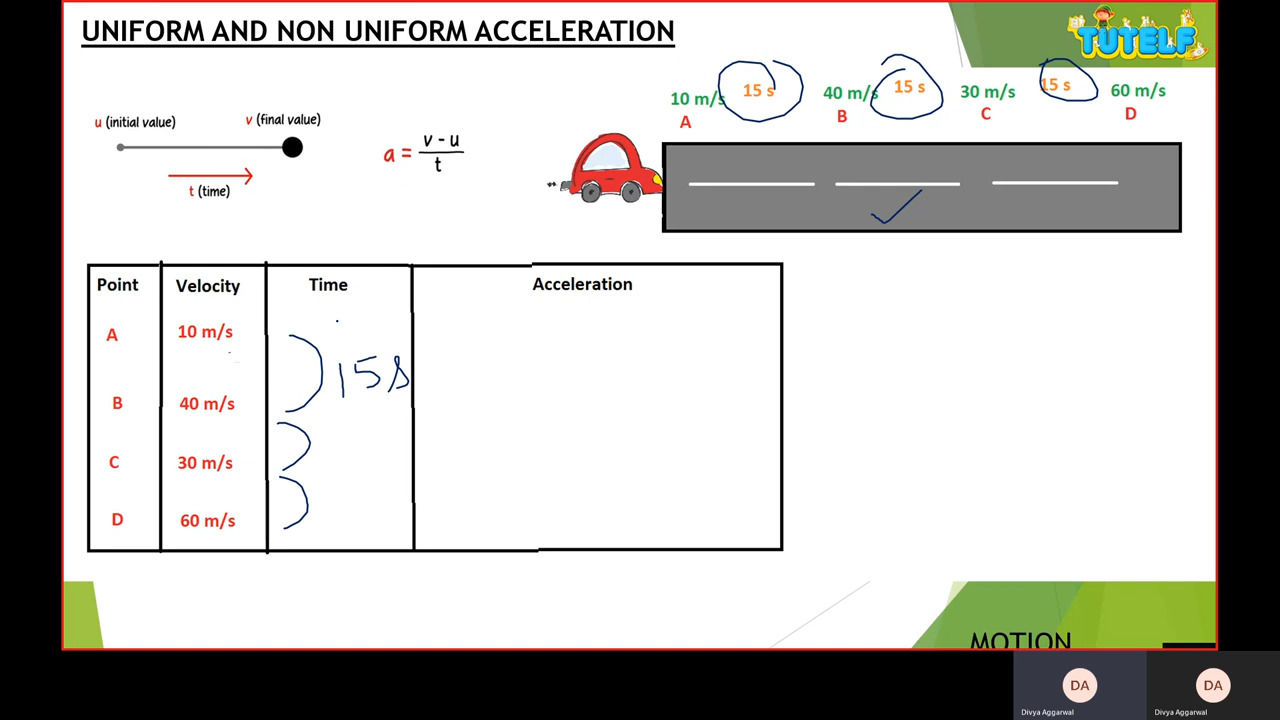 UNIFORM AND NON UNIFORM ACCELERATION
TUTELF
10 m/s 15 s 40 m/s 15 s 30 m/s 15 s 60 m/s
A B C D
u (initial value) v (final value)
t (time)
a = v - u
t
Point Velocity Time Acceleration
A 10 m/s
15 s
B 40 m/s
C 30 m/s
D 60 m/s
MOTION
DA DA
Divya Aggarwal Divya Aggarwal